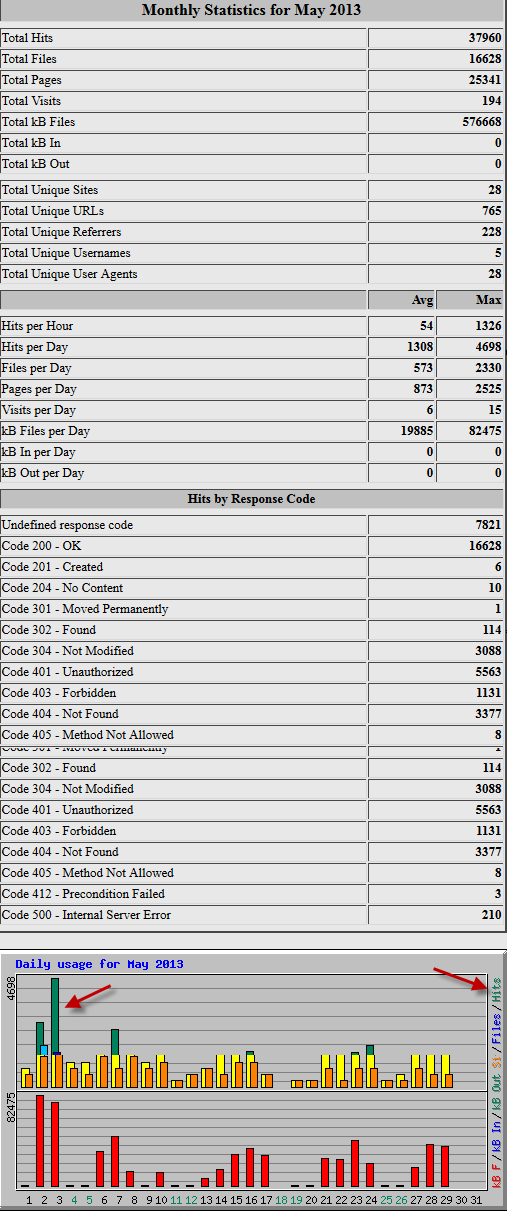 Monthly Statistics for May 2013
Total Hits 37960
Total Files 16628
Total Pages 25341
Total Visits 194
Total kB Files 576668
Total kB In 0
Total kB Out 0
Total Unique Sites 28
Total Unique URLs 765
Total Unique Referrers 228
Total Unique Usernames 5
Total Unique User Agents 28
Avg Max
Hits per Hour 54 1326
Hits per Day 1308 4698
Files per Day 573 2330
Pages per Day 873 2525
Visits per Day 6 15
kB Files per Day 19885 82475
kB In per Day 0 0
kB Out per Day 0 0
Hits by Response Code
Undefined response code 7821
Code 200 - OK 16628
Code 201 - Created 6
Code 204 - No Content 10
Code 301 - Moved Permanently 1
Code 302 - Found 114
Code 304 - Not Modified 3088
Code 401 - Unauthorized 5563
Code 403 - Forbidden 1131
Code 404 - Not Found 3377
Code 405 - Method Not Allowed 8
Code 301 - Moved Permanently 1
Code 302 - Found 114
Code 304 - Not Modified 3088
Code 401 - Unauthorized 5563
Code 403 - Forbidden 1131
Code 404 - Not Found 3377
Code 405 - Method Not Allowed 8
Code 412 - Precondition Failed 3
Code 500 - Internal Server Error 210
Daily usage for May 2013
4698
82475
kB F / kB In / kB Out Si / Files / Hits
1 2 3 4 5 6 7 8 9 10 11 12 13 14 15 16 17 18 19 20 21 22 23 24 25 26 27 28 29 30 31